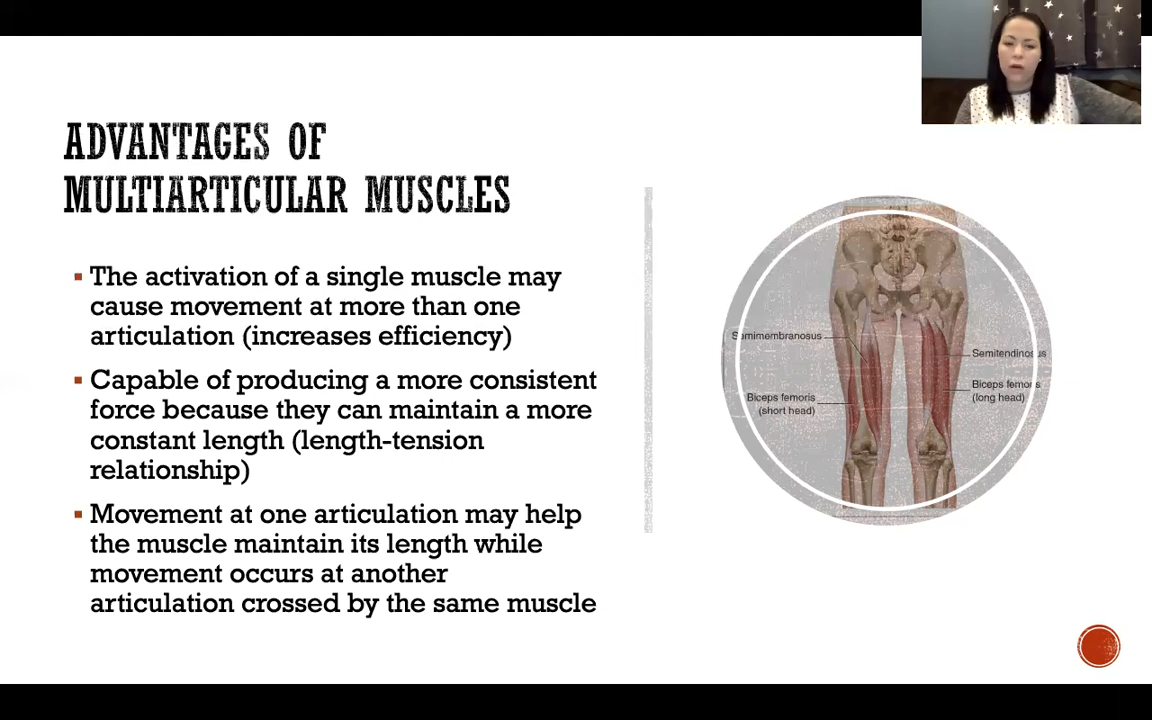 ADVANTAGES OF
MULTIARTICULAR MUSCLES
The activation of a single muscle may
cause movement at more than one
articulation (increases efficiency)
Capable of producing a more consistent
force because they can maintain a more
constant length (length-tension
relationship)
Movement at one articulation may help
the muscle maintain its length while
movement occurs at another
articulation crossed by the same muscle
Semimembranosus
Biceps femoris
(short head)
Semitendinosus
Biceps femoris
(long head)